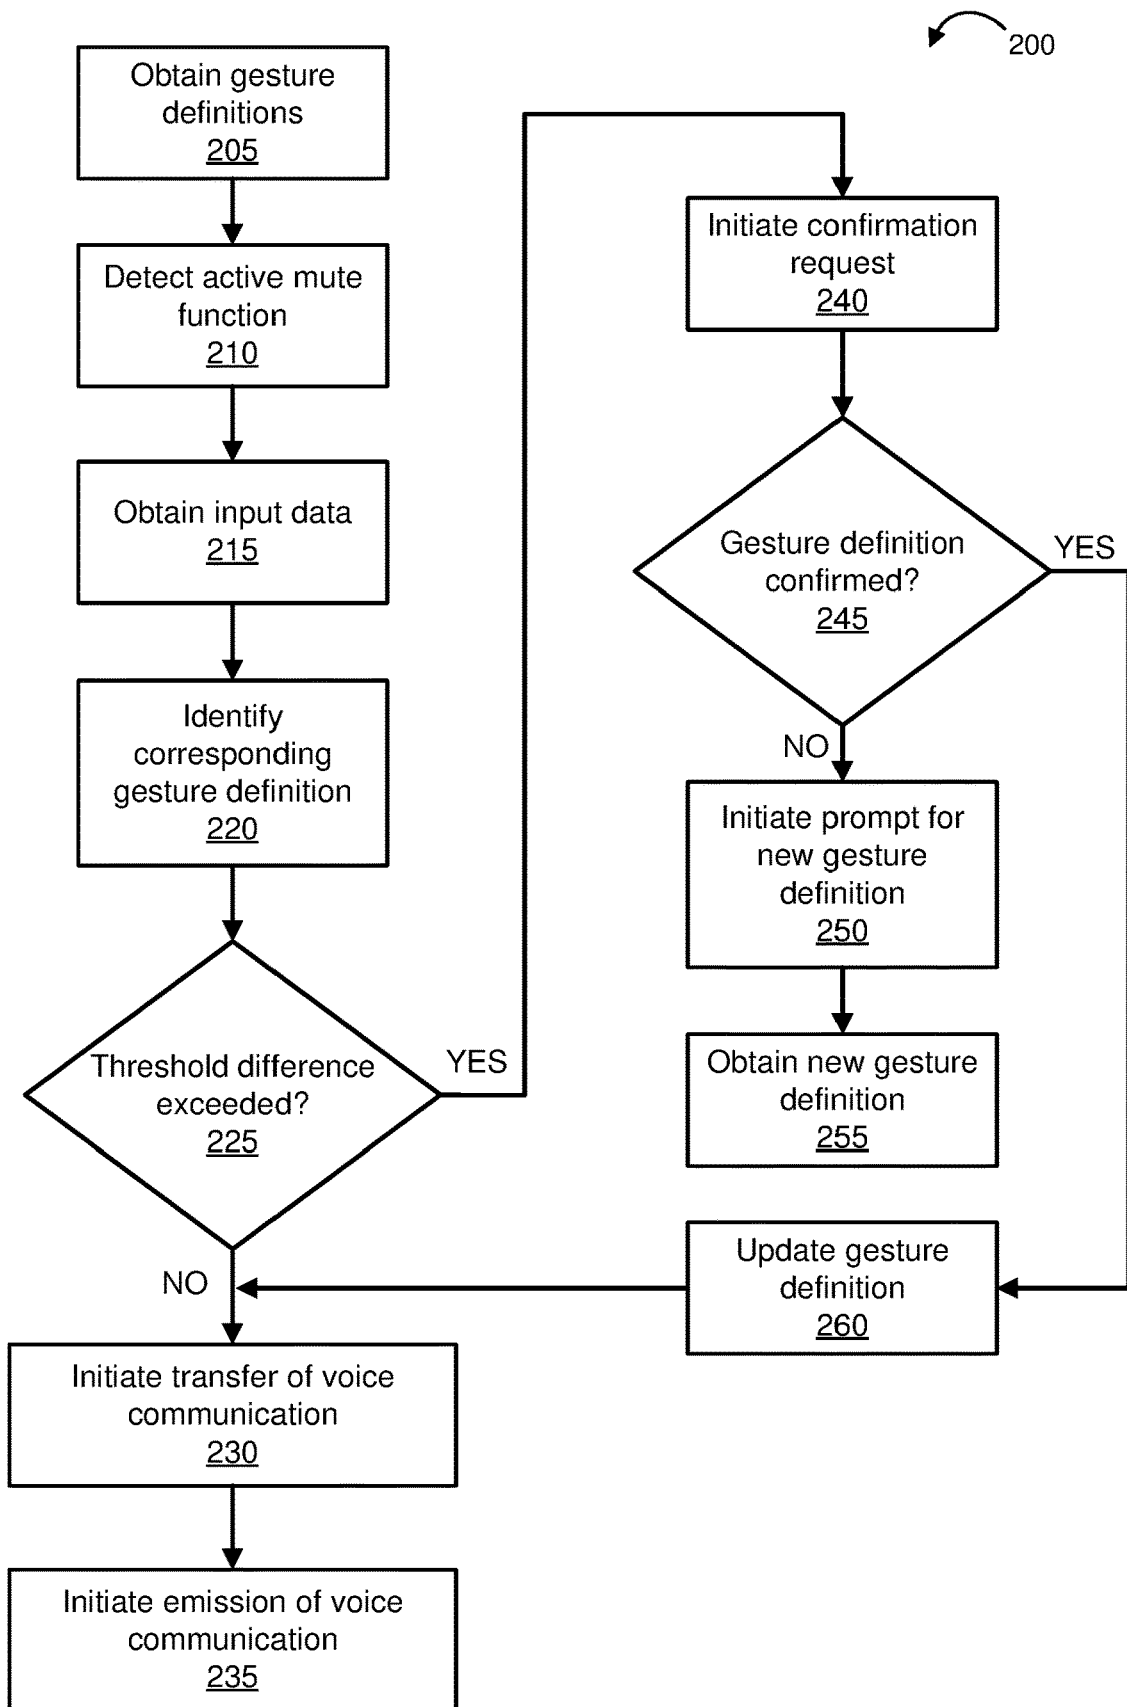 200
Obtain gesture
definitions
205
Detect active mute
function
210
Obtain input data
215
Identify
corresponding
gesture definition
220
Threshold difference
exceeded?
225
YES
NO
Initiate transfer of voice
communication
230
Initiate emission of voice
communication
235
Initiate confirmation
request
240
Gesture definition
confirmed?
245
YES
NO
Initiate prompt for
new gesture
definition
250
Obtain new gesture
definition
255
Update gesture
definition
260